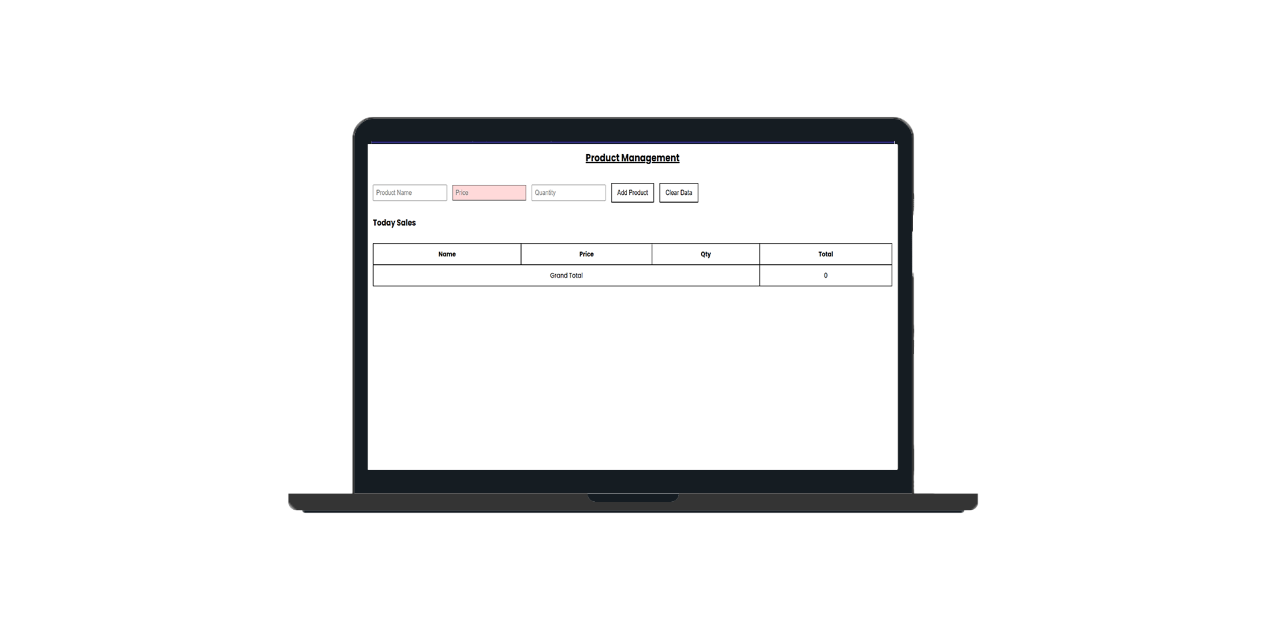 Product Management
Product Name Price Quantity Add Product Clear Data
Today Sales
Name Price Qty Total
Grand Total 0